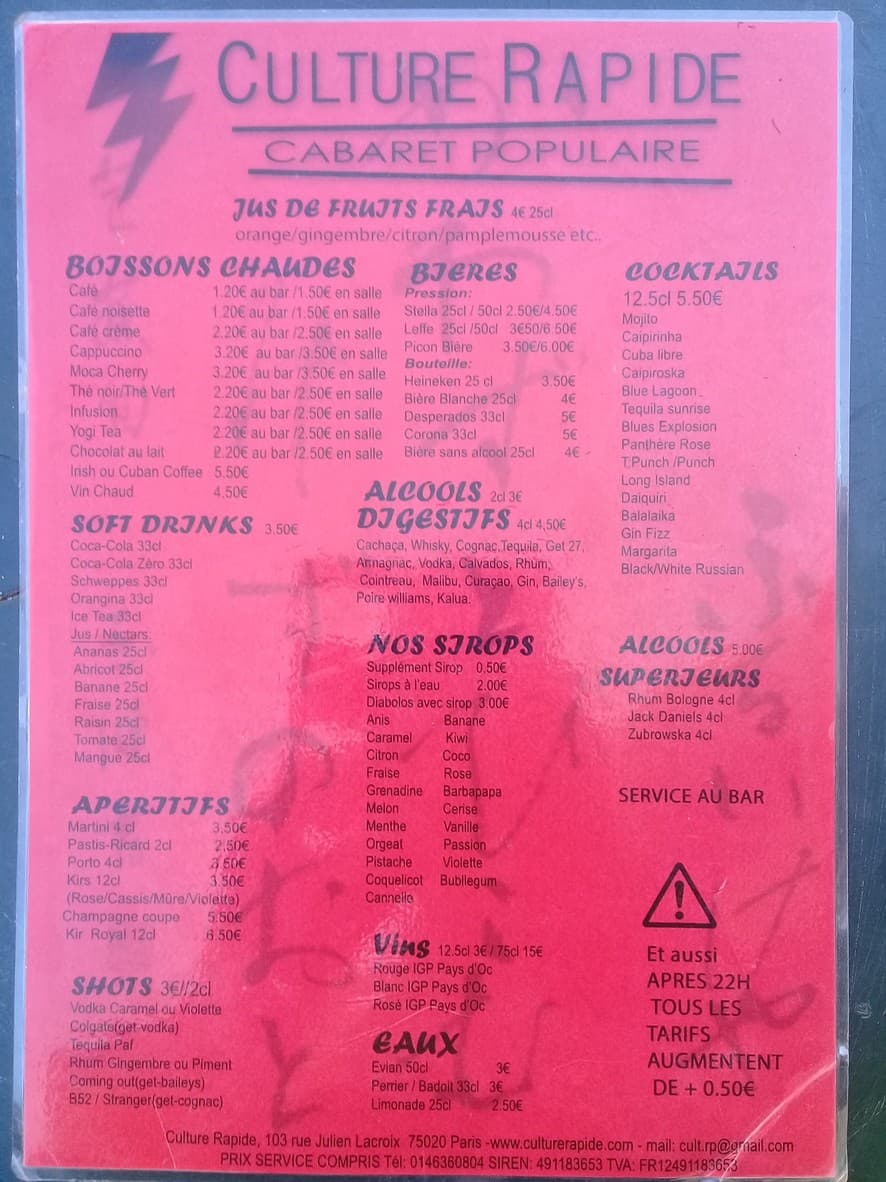 CULTURE RAPIDE
CABARET POPULAIRE
JUS DE FRUITS FRAIS 4€ 25cl
orange/gingembre/citron/pamplemousse etc..
BOISSONS CHAUDES
Café 1.20€ au bar /1.50€ en salle
Café noisette 1.20€ au bar /1.50€ en salle
Café crème 2.20€ au bar /2.50€ en salle
Cappuccino 3.20€ au bar /3.50€ en salle
Moca Cherry 3.20€ au bar /3.50€ en salle
Thé noir/Thé Vert 2.20€ au bar /2.50€ en salle
Infusion 2.20€ au bar /2.50€ en salle
Yogi Tea 2.20€ au bar /2.50€ en salle
Chocolat au lait 2.20€ au bar /2.50€ en salle
Irish ou Cuban Coffee 5.50€
Vin Chaud 4,50€
SOFT DRINKS 3.50€
Coca-Cola 33cl
Coca-Cola Zéro 33cl
Schweppes 33cl
Orangina 33cl
Ice Tea 33cl
Jus / Nectars:
Ananas 25cl
Abricot 25cl
Banane 25cl
Fraise 25cl
Raisin 25cl
Tomate 25cl
Mangue 25cl
APERITIFS
Martini 4 cl 3,50€
Pastis-Ricard 2cl 2,50€
Porto 4cl 3.50€
Kirs 12cl 3.50€
(Rose/Cassis/Mûre/Violette)
Champagne coupe 5.50€
Kir Royal 12cl 6.50€
SHOTS 3€//2cl
Vodka Caramel ou Violette
Colgate(get-vodka)
Tequila Paf
Rhum Gingembre ou Piment
Coming out(get-baileys)
B52 / Stranger(get-cognac)
BIERES
Pression:
Stella 25cl / 50cl 2.50€/4.50€
Leffe 25cl /50cl 3€50/6.50€
Picon Bière 3.50€/6.00€
Bouteille:
Heineken 25 cl 3.50€
Bière Blanche 25cl 4€
Desperados 33cl 5€
Corona 33cl 5€
Bière sans alcool 25cl 4€
ALCOOLS 2cl 3€
DIGESTIFS 4cl 4,50€
Cachaça, Whisky, Cognac,Tequila, Get 27,
Armagnac, Vodka, Calvados, Rhum,
Cointreau, Malibu, Curaçao, Gin, Bailey's,
Poire williams, Kalua.
NOS SIROPS
Supplément Sirop 0.50€
Sirops à l'eau 2.00€
Diabolos avec sirop 3.00€
Anis Banane
Caramel Kiwi
Citron Coco
Fraise Rose
Grenadine Barbapapa
Melon Cerise
Menthe Vanille
Orgeat Passion
Pistache Violette
Coquelicot Bubllegum
Cannelle
Vins 12.5cl 3€ / 75cl 15€
Rouge IGP Pays d'Oc
Blanc IGP Pays d'Oc
Rosé IGP Pays d'Oc
EAUX
Evian 50cl 3€
Perrier / Badoit 33cl 3€
Limonade 25cl 2.50€
COCKTAILS
12.5cl 5.50€
Mojito
Caipirinha
Cuba libre
Caipiroska
Blue Lagoon
Tequila sunrise
Blues Explosion
Panthère Rose
T.Punch /Punch
Long Island
Daiquiri
Balalaika
Gin Fizz
Margarita
Black/White Russian
ALCOOLS 5.00€
SUPERIEURS
Rhum Bologne 4cl
Jack Daniels 4cl
Zubrowska 4cl
SERVICE AU BAR
Et aussi
APRES 22H
TOUS LES
TARIFS
AUGMENTENT
DE + 0.50€
Culture Rapide, 103 rue Julien Lacroix 75020 Paris -www.culturerapide.com - mail: cult.rp@gmail.com
PRIX SERVICE COMPRIS Tél: 0146360804 SIREN: 491183653 TVA: FR12491183653